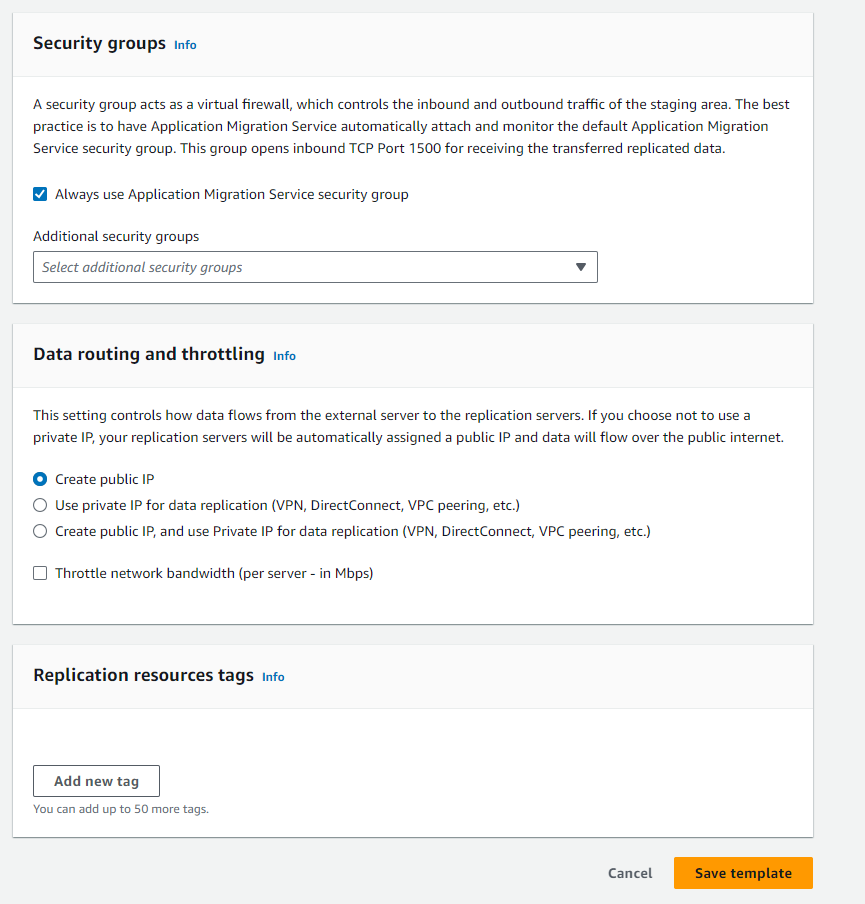 Security groups Info
A security group acts as a virtual firewall, which controls the inbound and outbound traffic of the staging area. The best
practice is to have Application Migration Service automatically attach and monitor the default Application Migration
Service security group. This group opens inbound TCP Port 1500 for receiving the transferred replicated data.
Always use Application Migration Service security group
Additional security groups
Select additional security groups
Data routing and throttling Info
This setting controls how data flows from the external server to the replication servers. If you choose not to use a
private IP, your replication servers will be automatically assigned a public IP and data will flow over the public internet.
Create public IP
Use private IP for data replication (VPN, DirectConnect, VPC peering, etc.)
Create public IP, and use Private IP for data replication (VPN, DirectConnect, VPC peering, etc.)
Throttle network bandwidth (per server - in Mbps)
Replication resources tags Info
Add new tag
You can add up to 50 more tags.
Cancel Save template